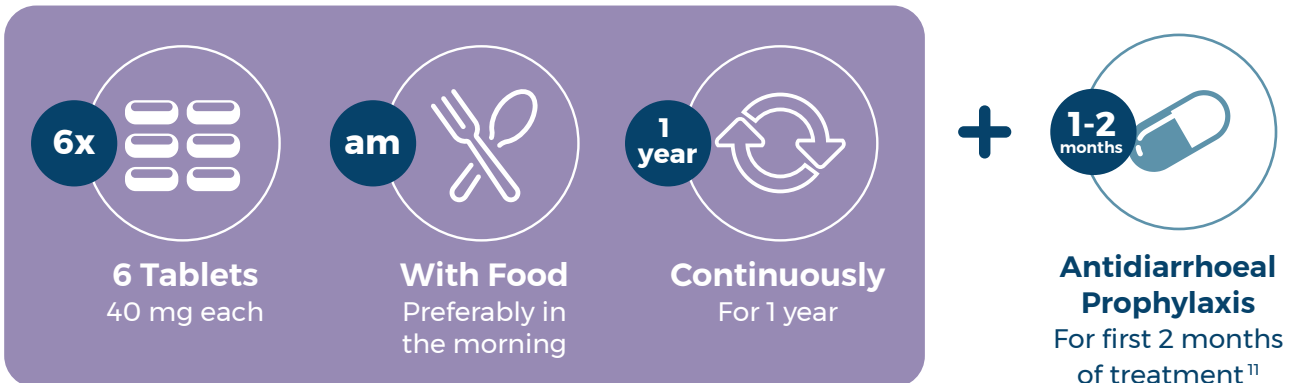 6x
6 Tablets
40 mg each
am
With Food
Preferably in
the morning
1
year
Continuously
For 1 year
+
1-2
months
Antidiarrhoeal
Prophylaxis
For first 2 months
of treatment 11